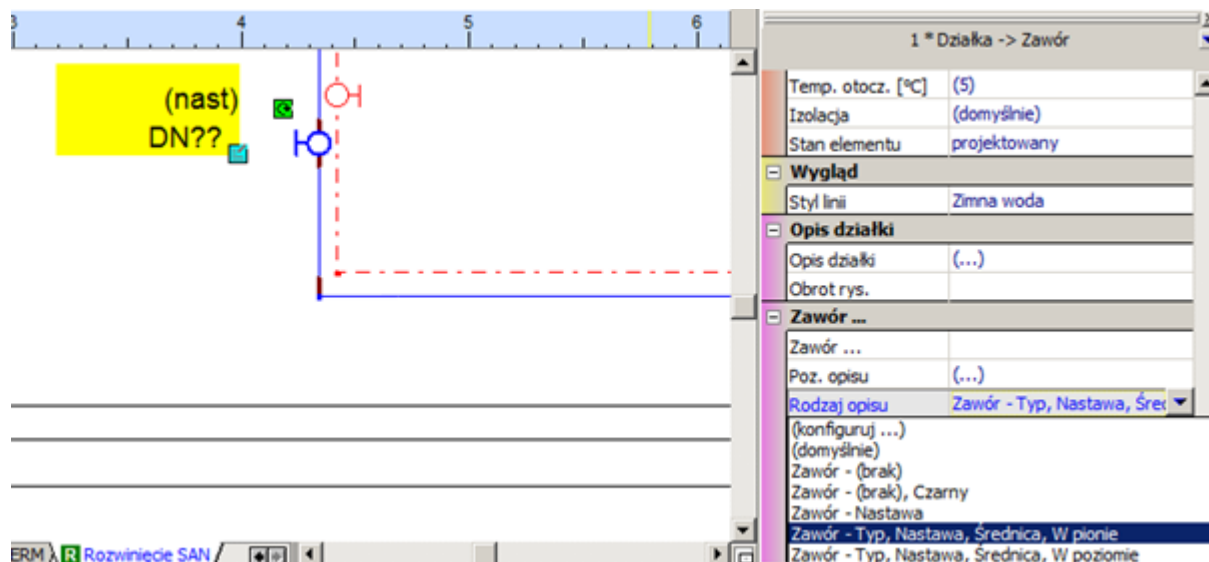 3 4 5 6
(nast)
DN??
1 * Działka -> Zawór
Temp. otocz. [°C] (5)
Izolacja (domyślnie)
Stan elementu projektowany
Wygląd
Styl linii Zimna woda
Opis działki
Opis działki (...)
Obrot rys.
Zawór ...
Zawór ...
Poz. opisu (...)
Rodzaj opisu Zawór - Typ, Nastawa, Śred
(konfiguruj ...)
(domyślnie)
Zawór - (brak)
Zawór - (brak), Czarny
Zawór - Nastawa
Zawór - Typ, Nastawa, Średnica, W pionie
Zawór - Typ, Nastawa, Średnica, W poziomie
ERM R Rozwinięcie SAN